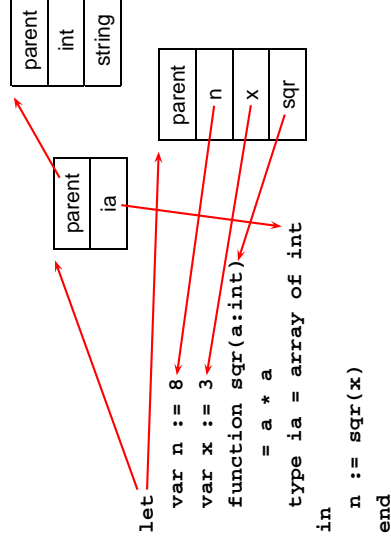 let
var n := 8
var x := 3
function sqr(a:int)
= a * a
type ia = array of int
in
n := sqr(x)
end
parent
ia
parent
int
string
parent
n
x
sqr